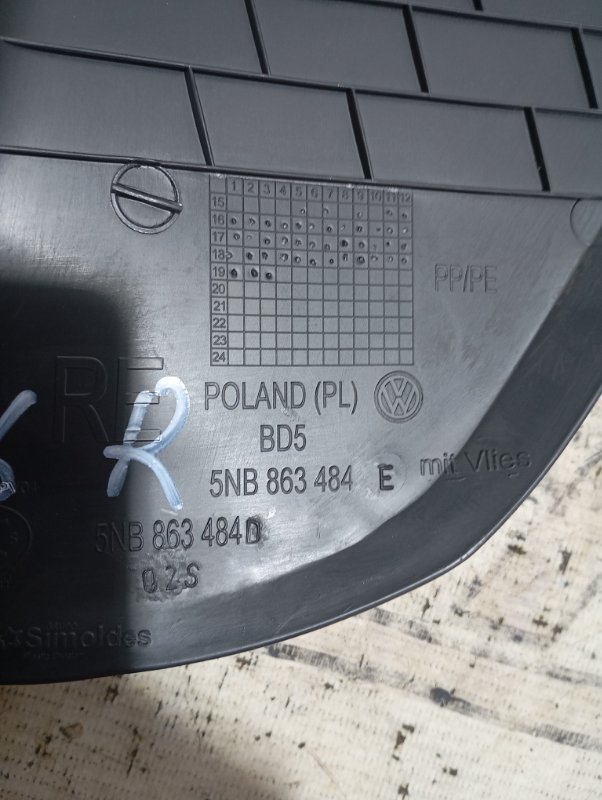 1 2 3 4 5 6 7 8 9 10 11 12
15
16
17
18
19
20
21
22
23
24
PP/PE
RE
R
POLAND (PL)
BD5
5NB 863 484 E mit Vlies
5NB 863 484 D
0 2 S
Simoldes